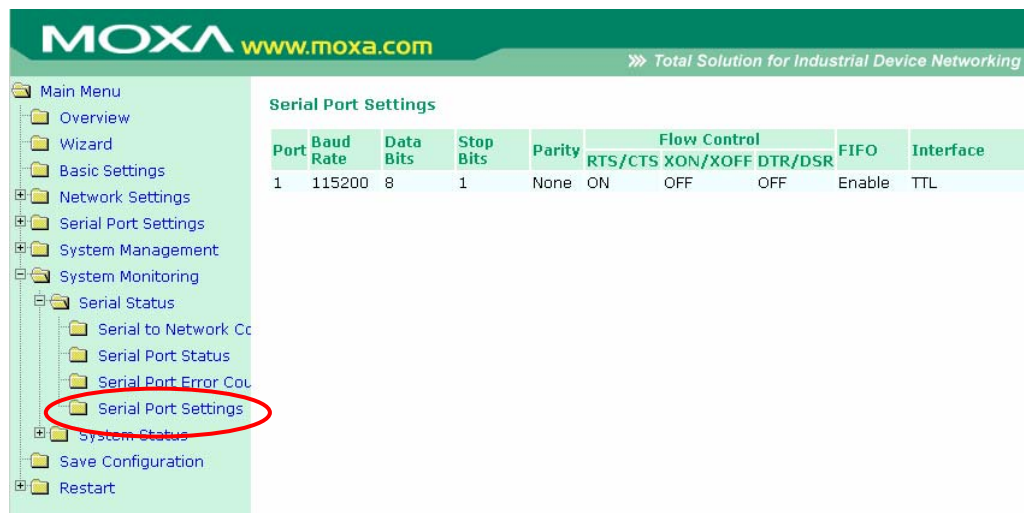 MOXA www.moxa.com
Total Solution for Industrial Device Networking
Main Menu
Overview
Wizard
Basic Settings
Network Settings
Serial Port Settings
System Management
System Monitoring
Serial Status
Serial to Network Co
Serial Port Status
Serial Port Error Cou
Serial Port Settings
System Status
Save Configuration
Restart
Serial Port Settings
Port Baud Rate Data Bits Stop Bits Parity Flow Control FIFO Interface
RTS/CTS XON/XOFF DTR/DSR
1 115200 8 1 None ON OFF OFF Enable TTL